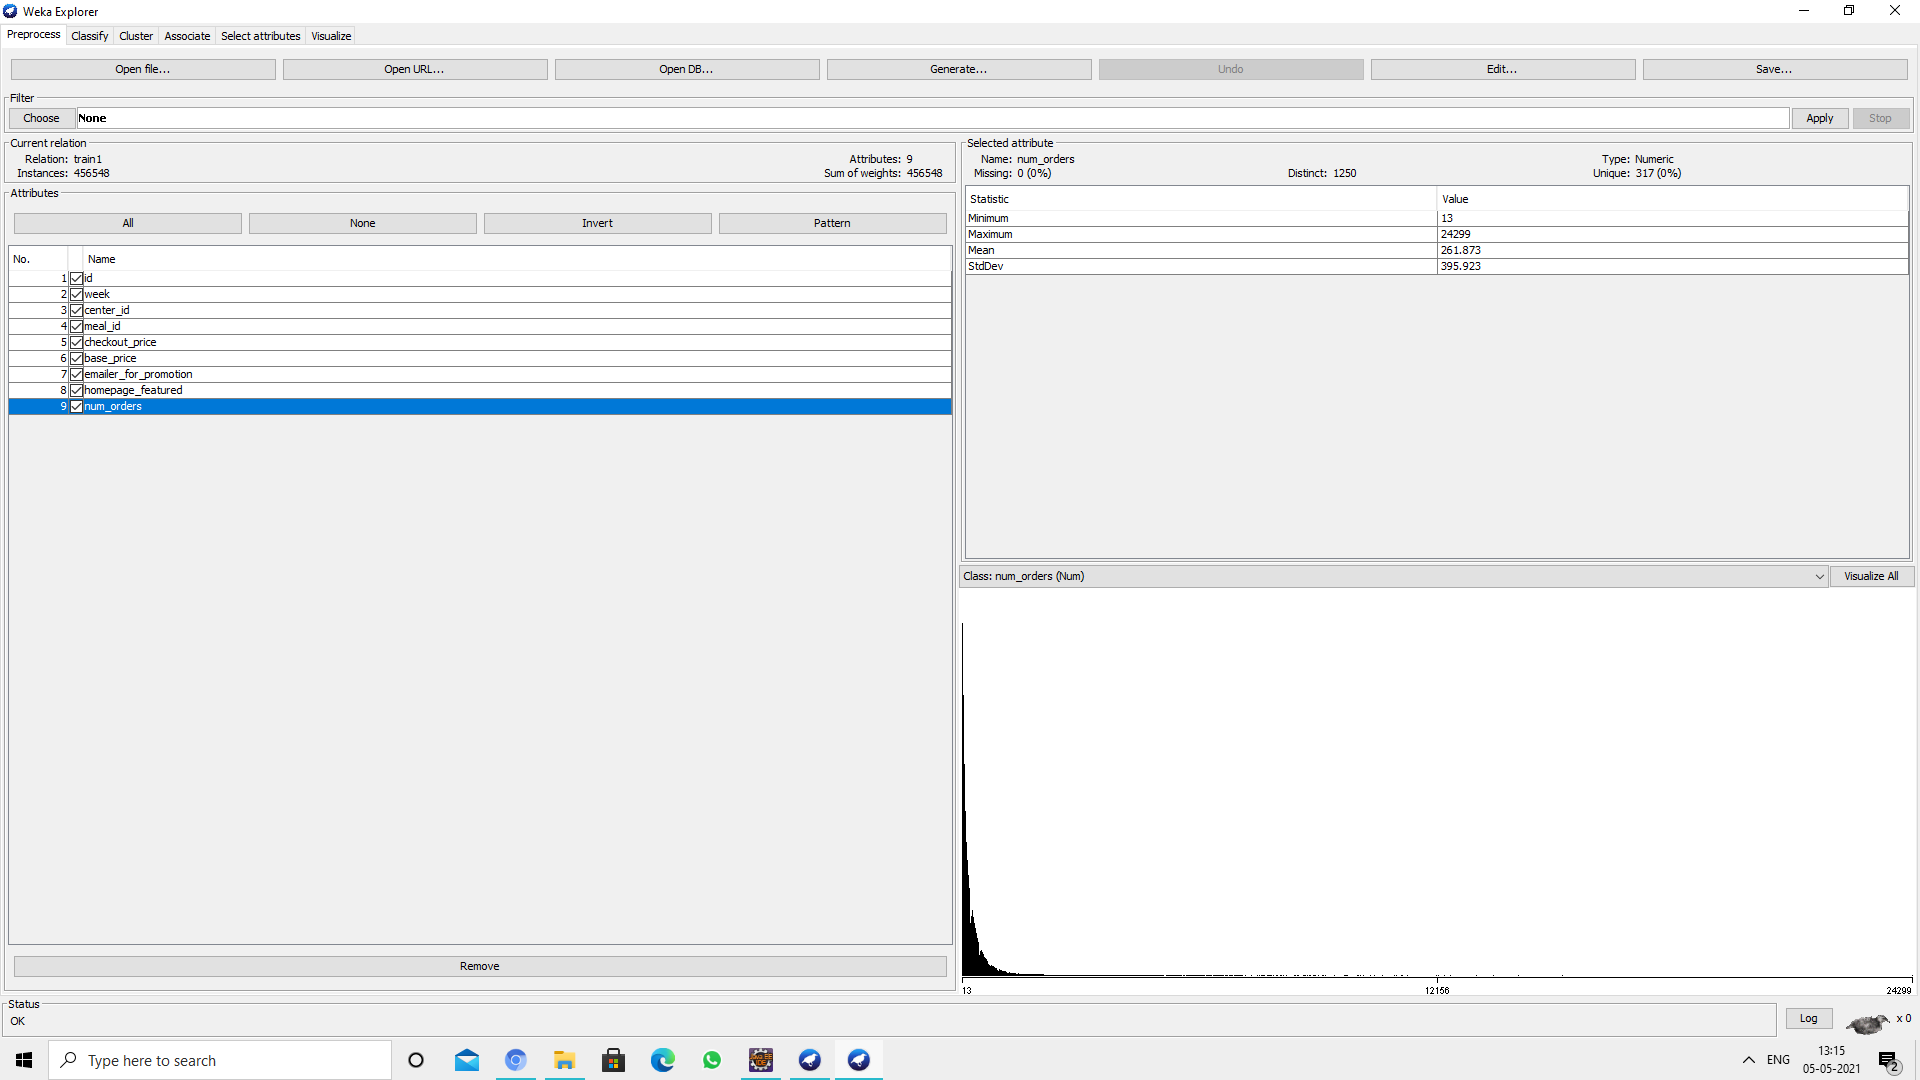 Weka Explorer
Preprocess Classify Cluster Associate Select attributes Visualize
Open file... Open URL... Open DB... Generate... Undo Edit... Save...
Filter
Choose None Apply Stop
Current relation
Relation: train1 Attributes: 9
Instances: 456548 Sum of weights: 456548
Attributes
All None Invert Pattern
No. Name
1 id
2 week
3 center_id
4 meal_id
5 checkout_price
6 base_price
7 emailer_for_promotion
8 homepage_featured
9 num_orders
Remove
Selected attribute
Name: num_orders Type: Numeric
Missing: 0 (0%) Distinct: 1250 Unique: 317 (0%)
Statistic Value
Minimum 13
Maximum 24299
Mean 261.873
StdDev 395.923
Class: num_orders (Num) Visualize All
13 12156 24299
Status
OK
Log x 0
Type here to search
ENG
13:15
05-05-2021
2